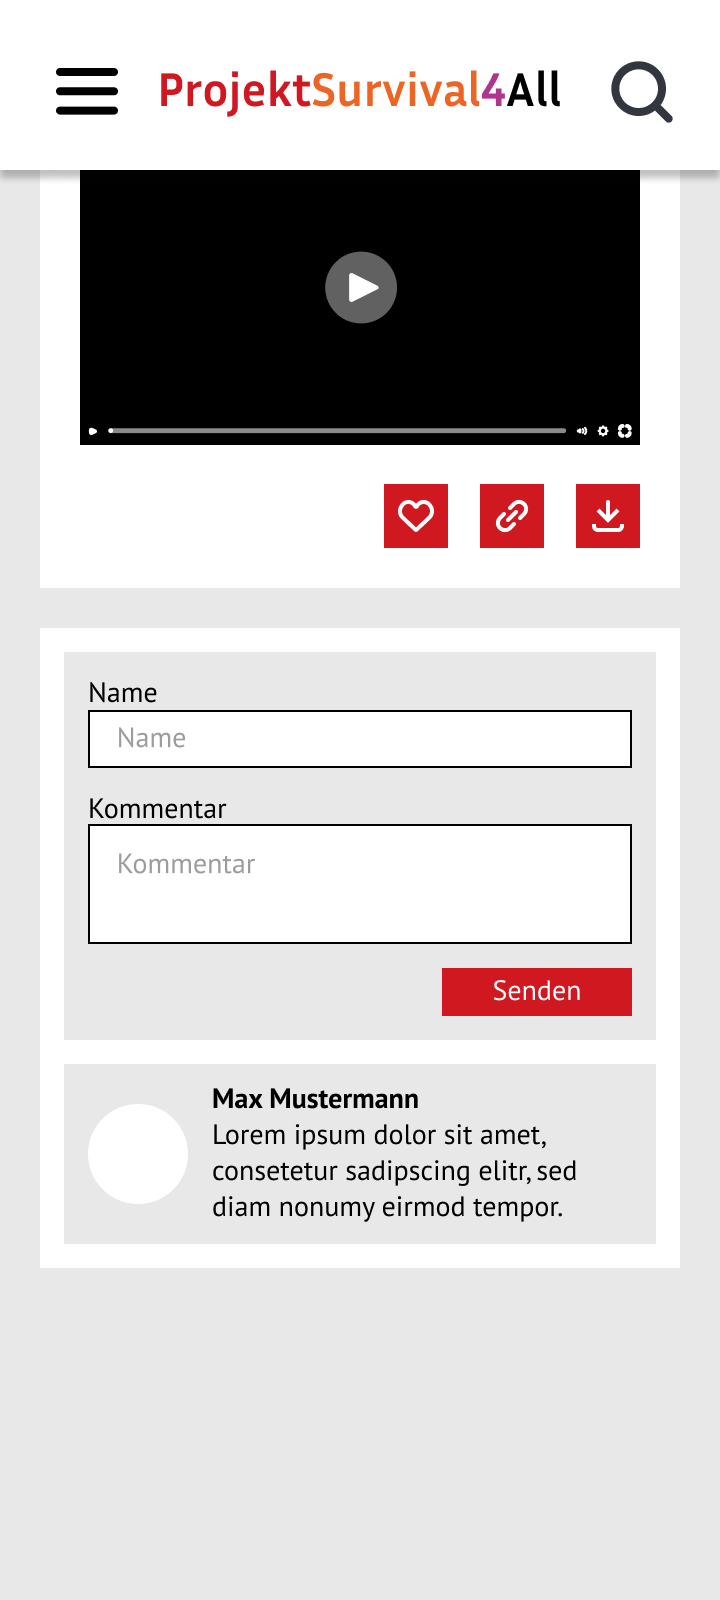 ProjektSurvival4All
Name
Name
Kommentar
Kommentar
Senden
Max Mustermann
Lorem ipsum dolor sit amet,
consetetur sadipscing elitr, sed
diam nonumy eirmod tempor.